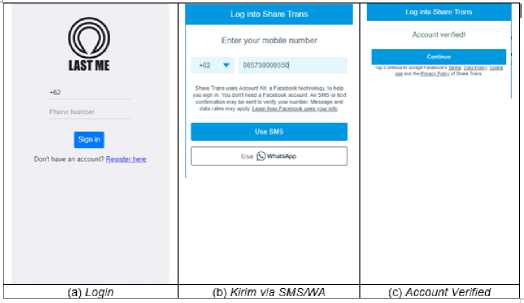 LAST ME
+62
Phone Number
Sign in
Don't have an account? Register here
(a) Login
Log into Share Trans
Enter your mobile number
+62
Share Trans uses Account Kit, a Facebook technology, to help
you sign in. You don't need a Facebook account. An SMS or text
confirmation may be sent to verify your number. Message and
data rates may apply. Learn how Facebook uses your info.
Use SMS
Use WhatsApp
(b) Kirim via SMS/WA
Log into Share Trans
Account verified!
Continue
Tap Continue to accept Facebook's Terms, Data Policy, Cookie
use and the Privacy Policy of Share Trans.
(c) Account Verified